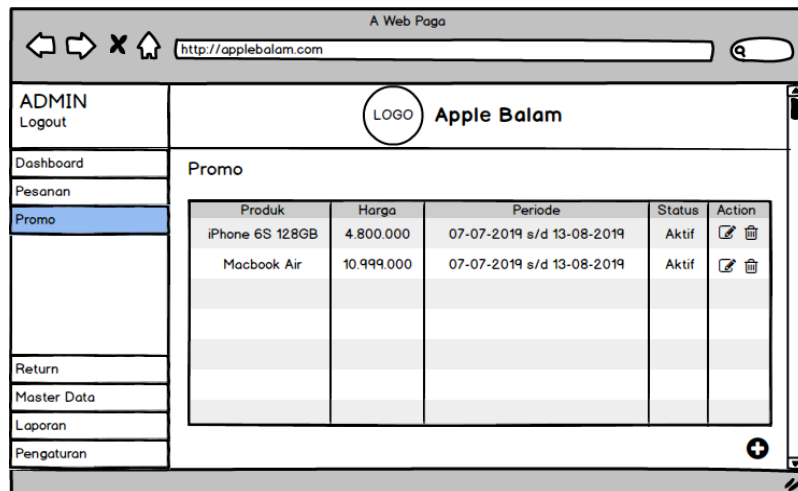 A Web Paga
http://applebalam.com
ADMIN
Logout
LOGO Apple Balam
Dashboard
Pesanan
Promo
Return
Master Data
Laporan
Pengaturan
Promo
Produk Harga Periode Status Action
iPhone 6S 128GB 4.800.000 07-07-2019 s/d 13-08-2019 Aktif
Macbook Air 10.999.000 07-07-2019 s/d 13-08-2019 Aktif